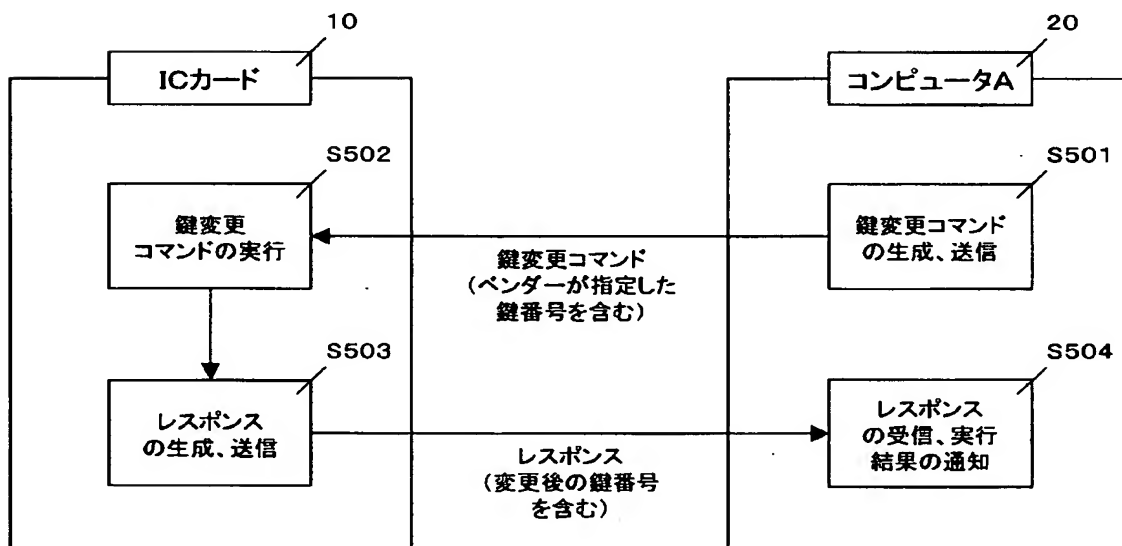 10
ICカード
20
コンピュータA
S502
鍵変更
コマンドの実行
S501
鍵変更コマンド
の生成、送信
鍵変更コマンド
(ベンダーが指定した
鍵番号を含む)
S503
レスポンス
の生成、送信
S504
レスポンス
の受信、実行
結果の通知
レスポンス
(変更後の鍵番号
を含む)